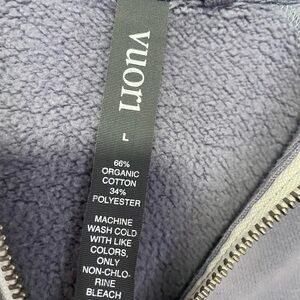 vuori
L
66%
ORGANIC
COTTON
34%
POLYESTER
MACHINE
WASH COLD
WITH LIKE
COLORS,
ONLY
NON-CHLO-
RINE
BLEACH